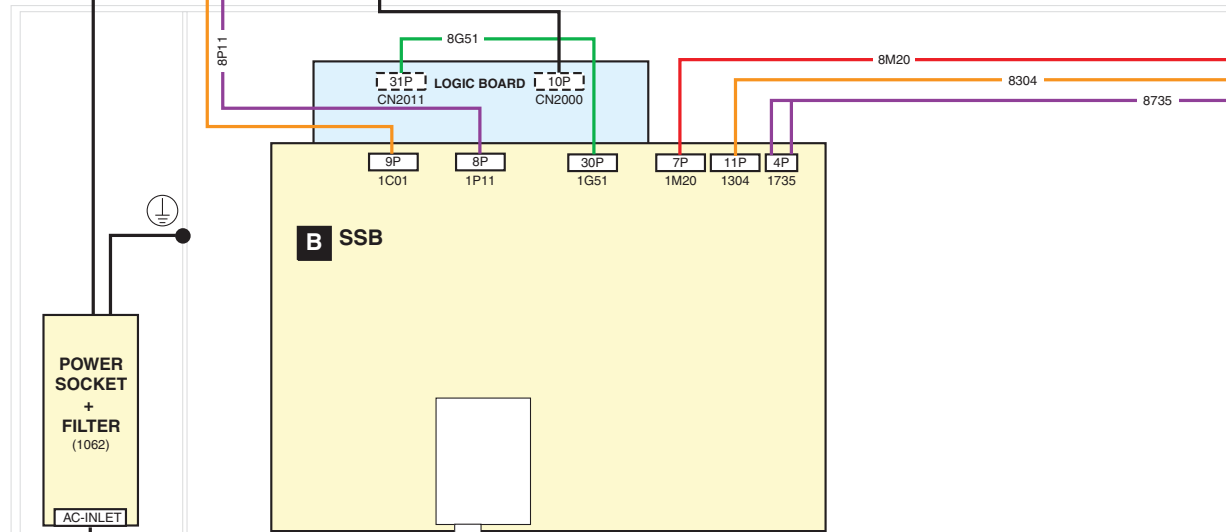 8P11
8G51
8M20
8304
8735
31P
LOGIC BOARD
10P
CN2011
CN2000
9P
8P
30P
7P
11P
4P
1C01
1P11
1G51
1M20
1304
1735
B SSB
POWER
SOCKET
+
FILTER
(1062)
AC-INLET